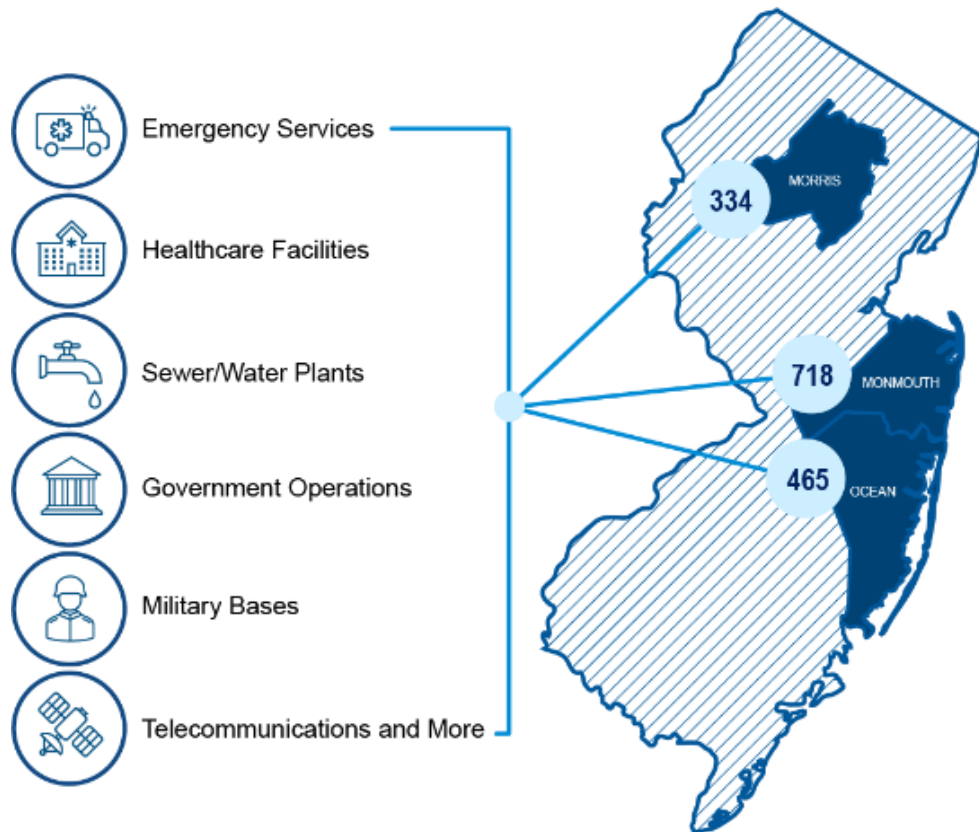 Emergency Services
Healthcare Facilities
Sewer/Water Plants
Government Operations
Military Bases
Telecommunications and More
334
MORRIS
718
MONMOUTH
465
OCEAN